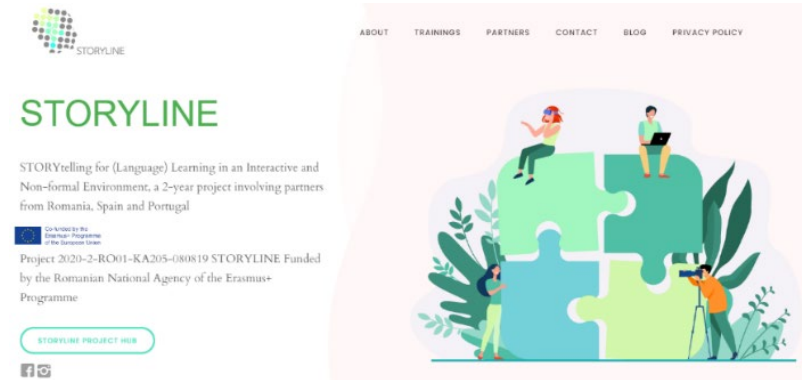 STORYLINE
ABOUT TRAININGS PARTNERS CONTACT BLOG PRIVACY POLICY
STORYLINE
STORYtelling for (Language) Learning in an Interactive and
Non-formal Environment, a 2-year project involving partners
from Romania, Spain and Portugal
Co-funded by the
Erasmus+ Programme
of the European Union
Project 2020-2-RO01-KA205-080819 STORYLINE Funded
by the Romanian National Agency of the Erasmus+
Programme
STORYLINE PROJECT HUB